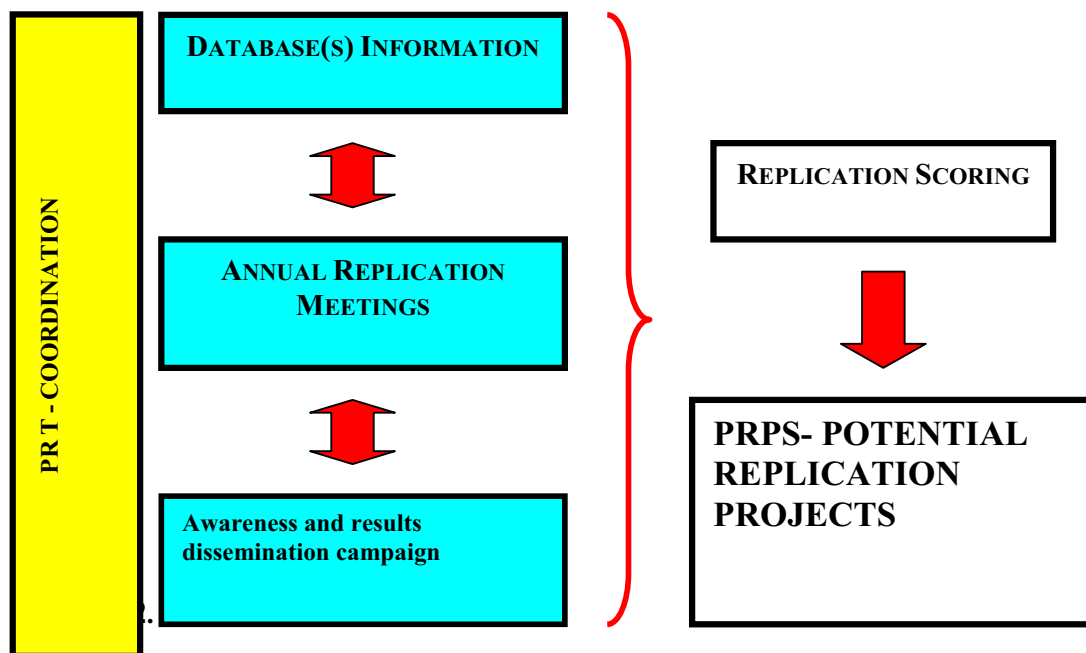 PR T - COORDINATION
DATABASE(S) INFORMATION
ANNUAL REPLICATION
MEETINGS
Awareness and results
dissemination campaign
REPLICATION SCORING
PRPS- POTENTIAL
REPLICATION
PROJECTS